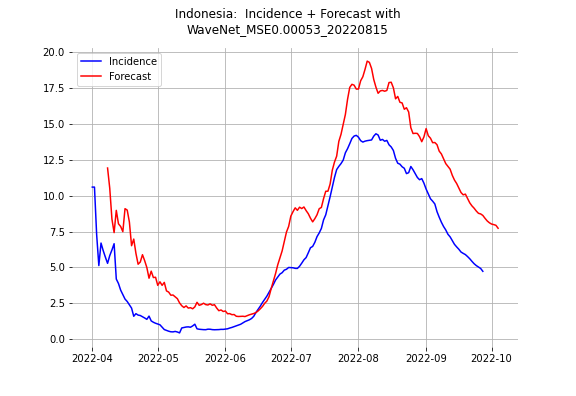 Indonesia:  Incidence + Forecast with
WaveNet_MSE0.00053_20220815
20.0
17.5
15.0
12.5
10.0
7.5
5.0
2.5
0.0
Incidence
Forecast
2022-04 2022-05 2022-06 2022-07 2022-08 2022-09 2022-10